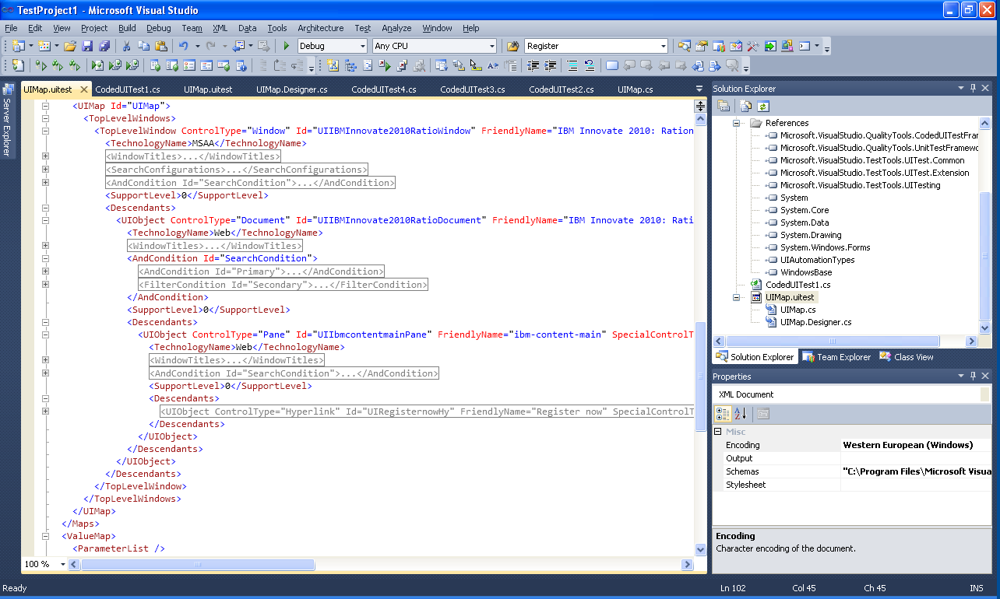 TestProject1 - Microsoft Visual Studio
File Edit View Project Build Debug Team XML Data Tools Architecture Test Analyze Window Help
Debug Any CPU Register
Server Explorer
UIMap.uitest CodedUITest1.cs UIMap.uitest UIMap.Designer.cs CodedUITest4.cs CodedUITest3.cs CodedUITest2.cs UIMap.cs
<UIMap Id="UIMap">
<TopLevelWindows>
<TopLevelWindow ControlType="Window" Id="UIIBMInnovate2010RatioWindow" FriendlyName="IBM Innovate 2010: Ration
<TechnologyName>MSAA</TechnologyName>
<WindowTitles>...</WindowTitles>
<SearchConfigurations>...</SearchConfigurations>
<AndCondition Id="SearchCondition">...</AndCondition>
<SupportLevel>0</SupportLevel>
<Descendants>
<UIObject ControlType="Document" Id="UIIBMInnovate2010RatioDocument" FriendlyName="IBM Innovate 2010: Rati
<TechnologyName>Web</TechnologyName>
<WindowTitles>...</WindowTitles>
<AndCondition Id="SearchCondition">
<AndCondition Id="Primary">...</AndCondition>
<FilterCondition Id="Secondary">...</FilterCondition>
</AndCondition>
<SupportLevel>0</SupportLevel>
<Descendants>
<UIObject ControlType="Pane" Id="UIIbmcontentmainPane" FriendlyName="ibm-content-main" SpecialControlT
<TechnologyName>Web</TechnologyName>
<WindowTitles>...</WindowTitles>
<AndCondition Id="SearchCondition">...</AndCondition>
<SupportLevel>0</SupportLevel>
<Descendants>
<UIObject ControlType="Hyperlink" Id="UIRegisternowHy" FriendlyName="Register now" SpecialControlT
</Descendants>
</UIObject>
</Descendants>
</UIObject>
</Descendants>
</TopLevelWindow>
</TopLevelWindows>
</UIMap>
</Maps>
<ValueMap>
<ParameterList />
100 %
Solution Explorer
References
Microsoft.VisualStudio.QualityTools.CodedUITestFra
Microsoft.VisualStudio.QualityTools.UnitTestFramewo
Microsoft.VisualStudio.TestTools.UITest.Common
Microsoft.VisualStudio.TestTools.UITest.Extension
Microsoft.VisualStudio.TestTools.UITesting
System
System.Core
System.Data
System.Drawing
System.Windows.Forms
UIAutomationTypes
WindowsBase
CodedUITest1.cs
UIMap.uitest
UIMap.cs
UIMap.Designer.cs
Solution Explorer Team Explorer Class View
Properties
XML Document
Misc
Encoding Western European (Windows)
Output
Schemas "C:\Program Files\Microsoft Visua
Stylesheet
Encoding
Character encoding of the document.
Ready Ln 102 Col 45 Ch 45 INS